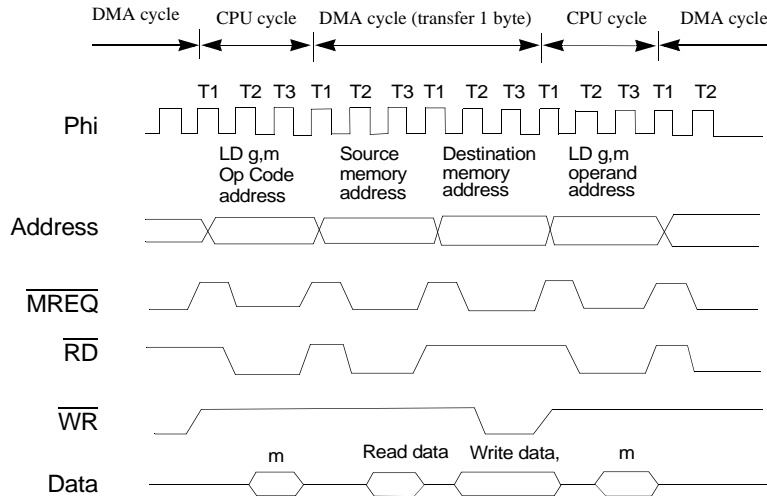 DMA cycle CPU cycle DMA cycle (transfer 1 byte) CPU cycle DMA cycle
T1 T2 T3 T1 T2 T3 T1 T2 T3 T1 T2 T3 T1 T2
Phi
LD g,m Source Destination LD g,m
Op Code memory memory operand
address address address address
Address
MREQ
RD
WR
m Read data Write data, m
Data